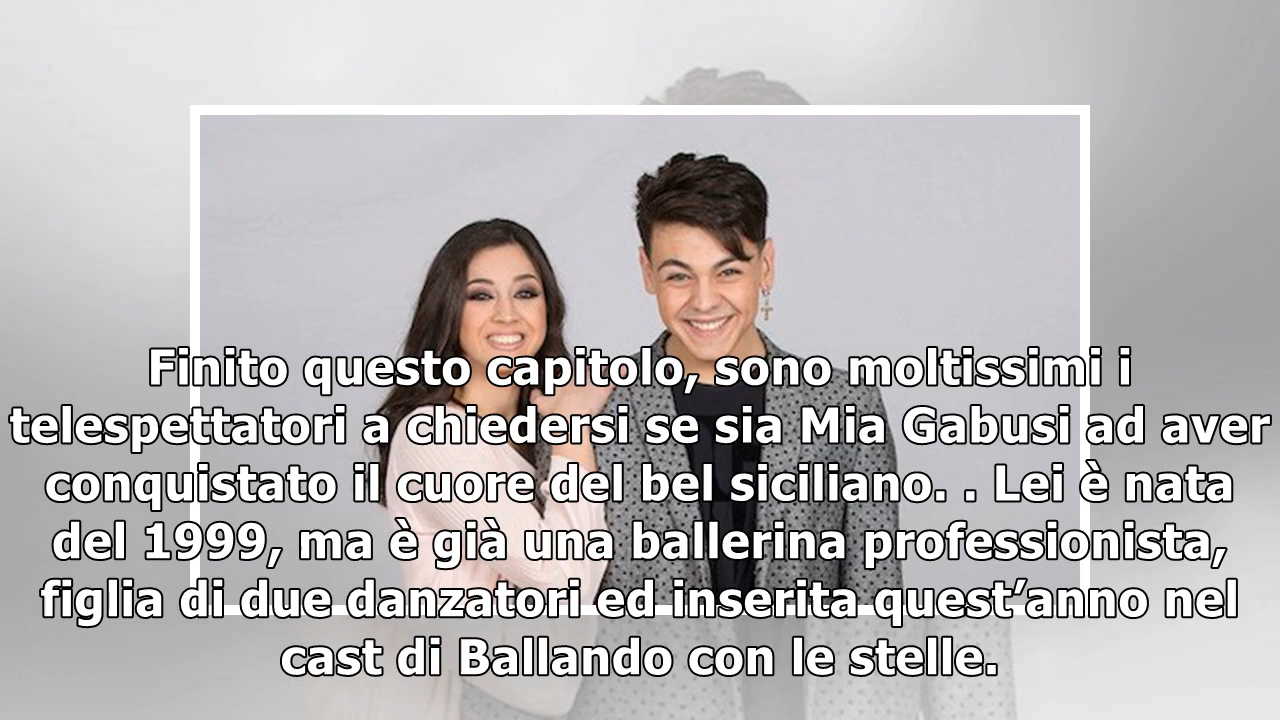 Finito questo capitolo, sono moltissimi i
telespettatori a chiedersi se sia Mia Gabusi ad aver
conquistato il cuore del bel siciliano. . Lei è nata
del 1999, ma è già una ballerina professionista,
figlia di due danzatori ed inserita quest’anno nel
cast di Ballando con le stelle.